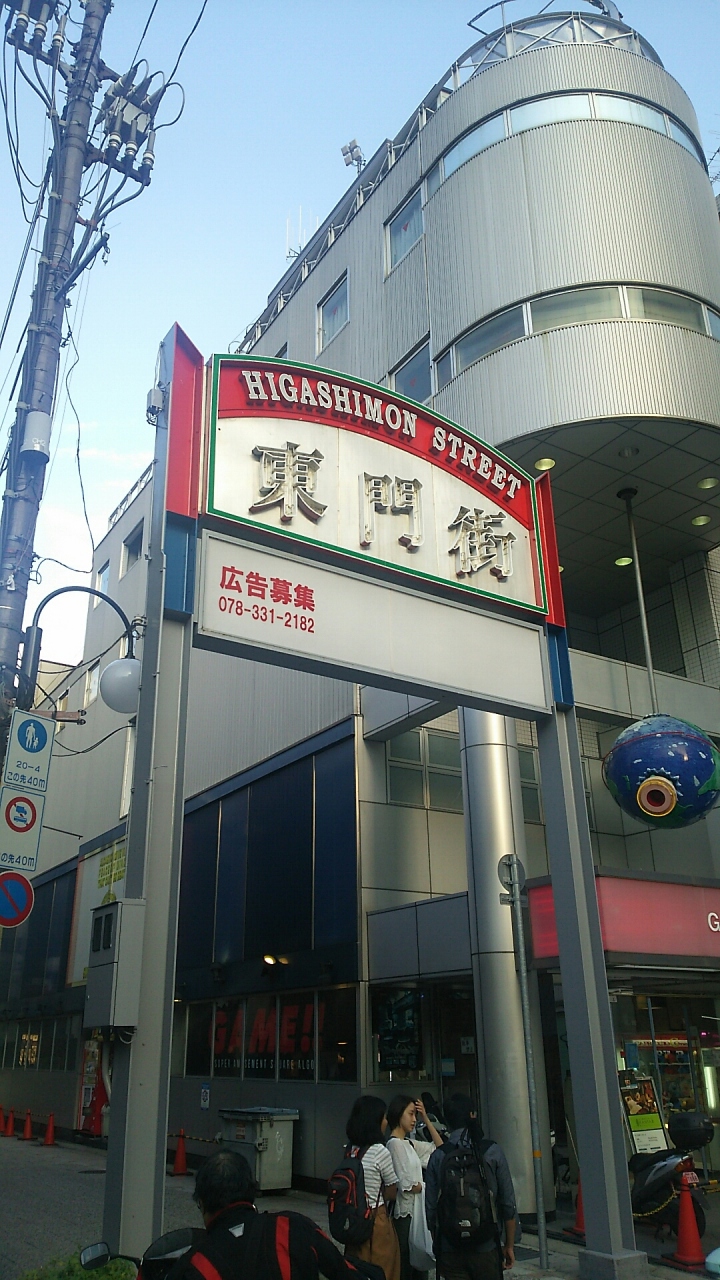 HIGASHIMON STREET
東門街
広告募集
078-331-2182
20-4
この先40m
この先40m
GAME!!
G